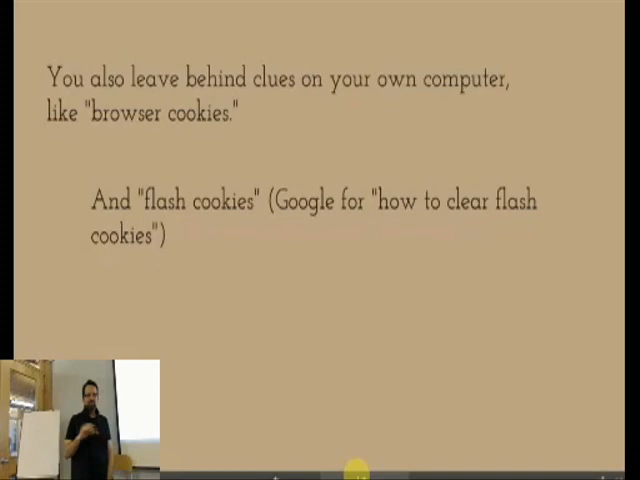 You also leave behind clues on your own computer,
like "browser cookies."
And "flash cookies" (Google for "how to clear flash
cookies")